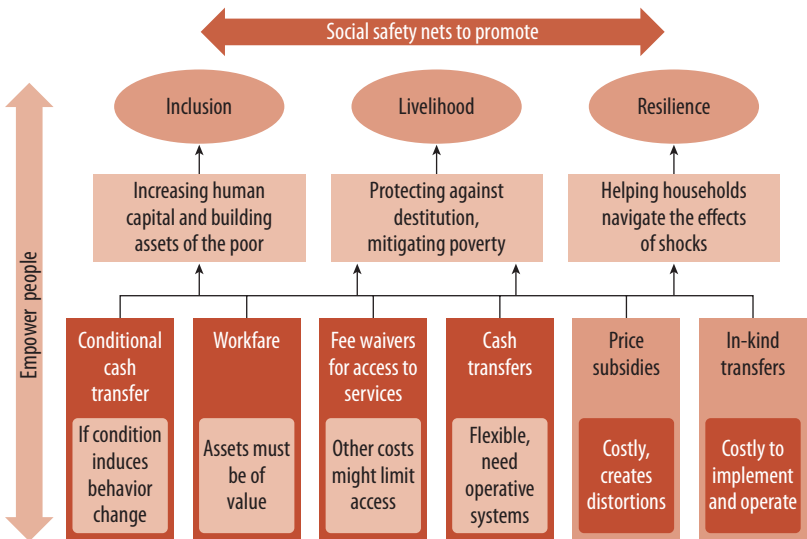 Social safety nets to promote
Empower people
Inclusion
Livelihood
Resilience
Increasing human
capital and building
assets of the poor
Protecting against
destitution,
mitigating poverty
Helping households
navigate the effects
of shocks
Conditional
cash
transfer
If condition
induces
behavior
change
Workfare
Assets must
be of
value
Fee waivers
for access to
services
Other costs
might limit
access
Cash
transfers
Flexible,
need
operative
systems
Price
subsidies
Costly,
creates
distortions
In-kind
transfers
Costly to
implement
and operate